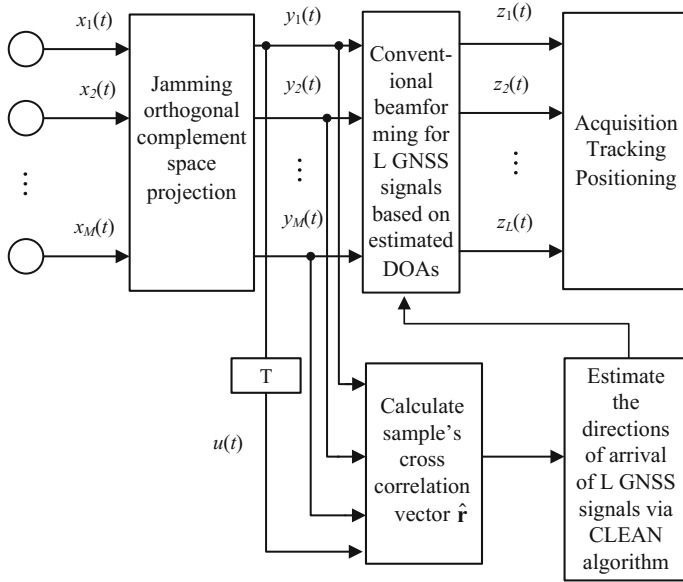 x1(t)
x2(t)
⋮
xM(t)
Jamming
orthogonal
complement
space
projection
y1(t)
y2(t)
⋮
yM(t)
Convent-
ional
beamfor
ming for
L GNSS
signals
based on
estimated
DOAs
z1(t)
z2(t)
⋮
zL(t)
Acquisition
Tracking
Positioning
T
u(t)
Calculate
sample's
cross
correlation
vector r̂
Estimate
the
directions
of arrival
of L GNSS
signals via
CLEAN
algorithm